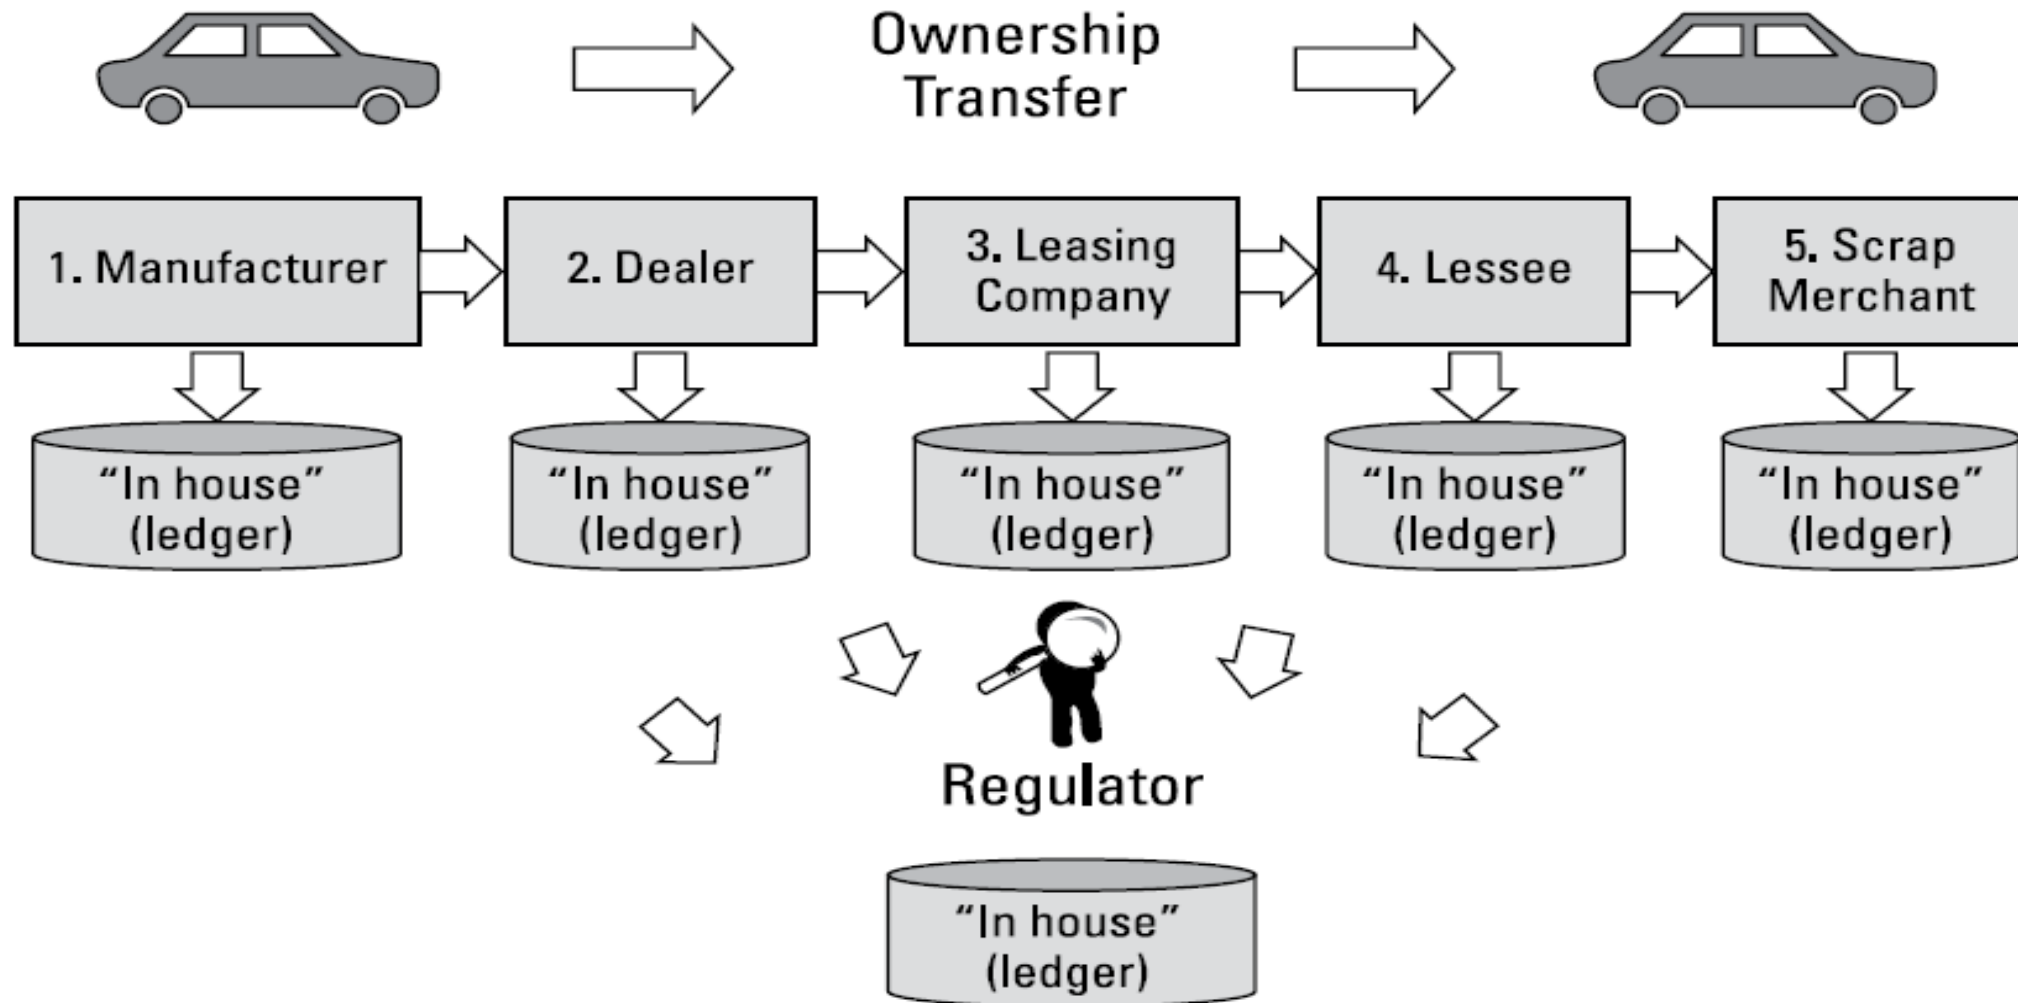 Ownership
Transfer
1. Manufacturer
2. Dealer
3. Leasing
Company
4. Lessee
5. Scrap
Merchant
“In house”
(ledger)
“In house”
(ledger)
“In house”
(ledger)
“In house”
(ledger)
“In house”
(ledger)
Regulator
“In house”
(ledger)